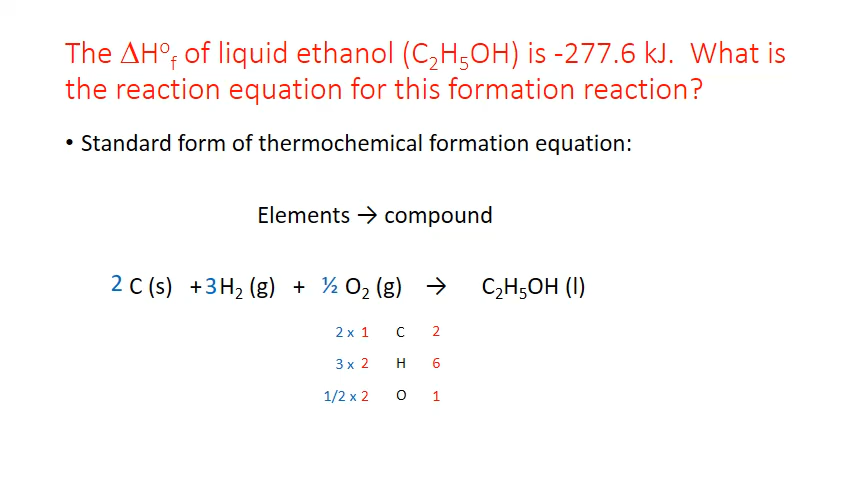 The ΔH°f of liquid ethanol (C₂H₅OH) is -277.6 kJ. What is
the reaction equation for this formation reaction?
• Standard form of thermochemical formation equation:
Elements → compound
2 C (s) + 3 H₂ (g) + ½ O₂ (g) → C₂H₅OH (l)
2 x 1 C 2
3 x 2 H 6
1/2 x 2 O 1